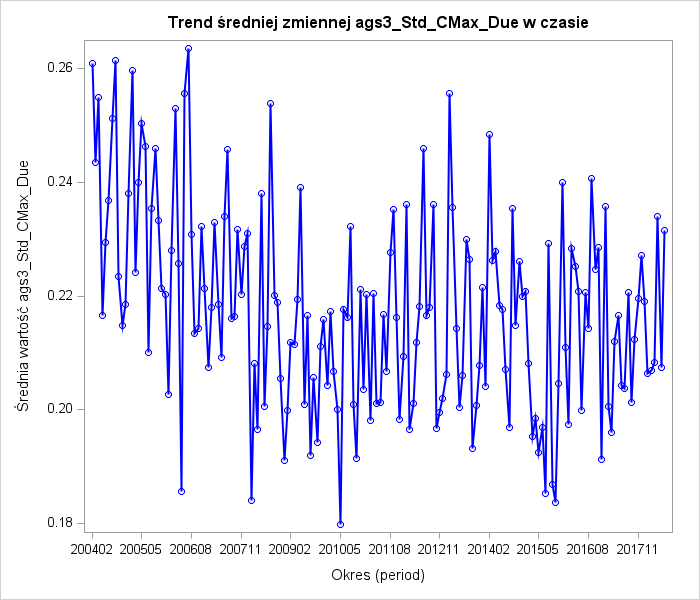 Trend średniej zmiennej ags3_Std_CMax_Due w czasie
Średnia wartość ags3_Std_CMax_Due
0.26
0.24
0.22
0.20
0.18
200402 200505 200608 200711 200902 201005 201108 201211 201402 201505 201608 201711
Okres (period)